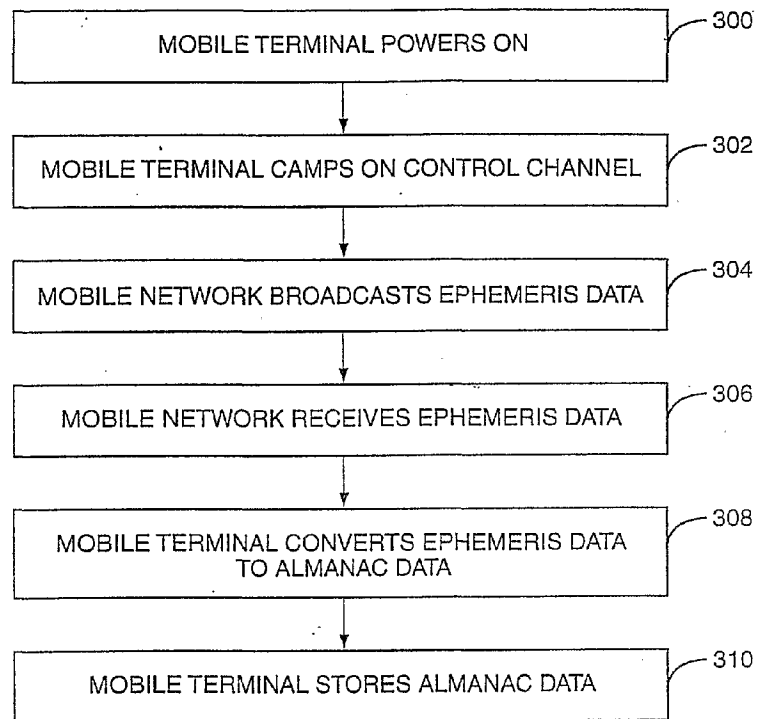 MOBILE TERMINAL POWERS ON
300
MOBILE TERMINAL CAMPS ON CONTROL CHANNEL
302
MOBILE NETWORK BROADCASTS EPHEMERIS DATA
304
MOBILE NETWORK RECEIVES EPHEMERIS DATA
306
MOBILE TERMINAL CONVERTS EPHEMERIS DATA
TO ALMANAC DATA
308
MOBILE TERMINAL STORES ALMANAC DATA
310